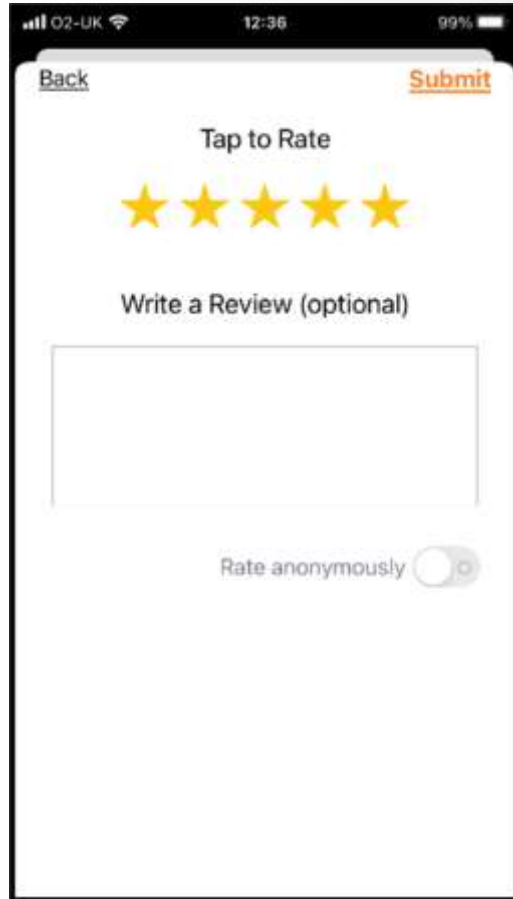 O2-UK 12:36 99%
Back Submit
Tap to Rate
Write a Review (optional)
Rate anonymously